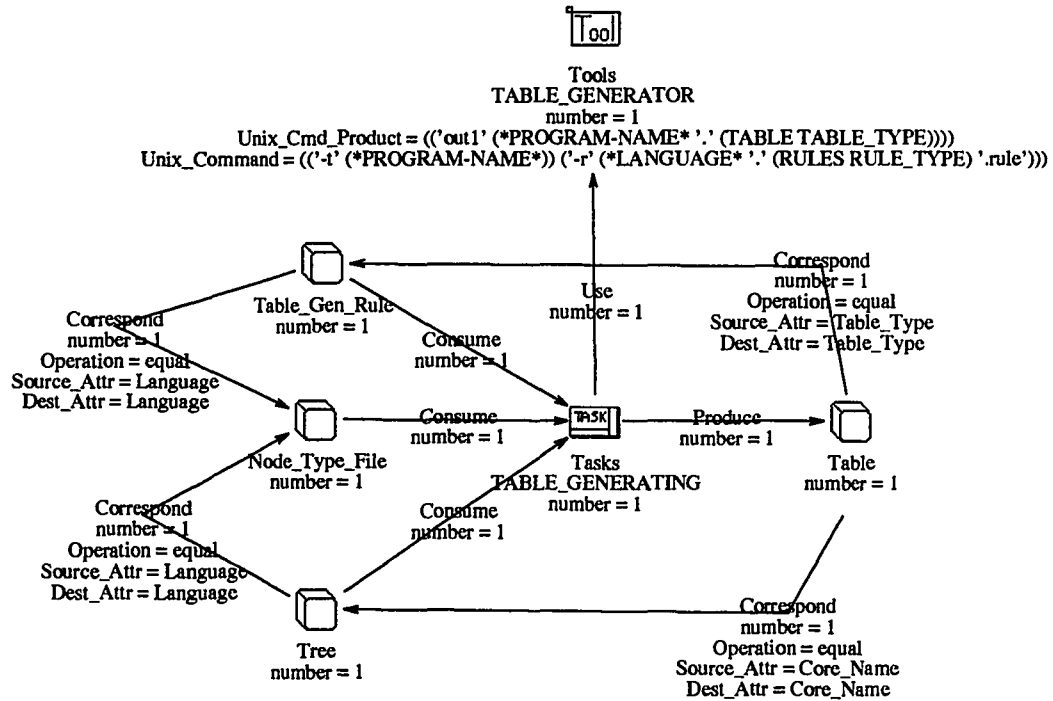 Tool
Tools
TABLE_GENERATOR
number = 1
Unix_Cmd_Product = (('out1' (*PROGRAM-NAME* '.' (TABLE TABLE_TYPE))))
Unix_Command = (('-t' (*PROGRAM-NAME*)) ('-r' (*LANGUAGE* '.' (RULES RULE_TYPE) '.rule')))
Table_Gen_Rule
number = 1
Use
number = 1
Correspond
number = 1
Operation = equal
Source_Attr = Table_Type
Dest_Attr = Table_Type
Correspond
number = 1
Operation = equal
Source_Attr = Language
Dest_Attr = Language
Consume
number = 1
Node_Type_File
number = 1
Consume
number = 1
TASK
Tasks
TABLE_GENERATING
number = 1
Produce
number = 1
Table
number = 1
Correspond
number = 1
Operation = equal
Source_Attr = Language
Dest_Attr = Language
Consume
number = 1
Tree
number = 1
Correspond
number = 1
Operation = equal
Source_Attr = Core_Name
Dest_Attr = Core_Name